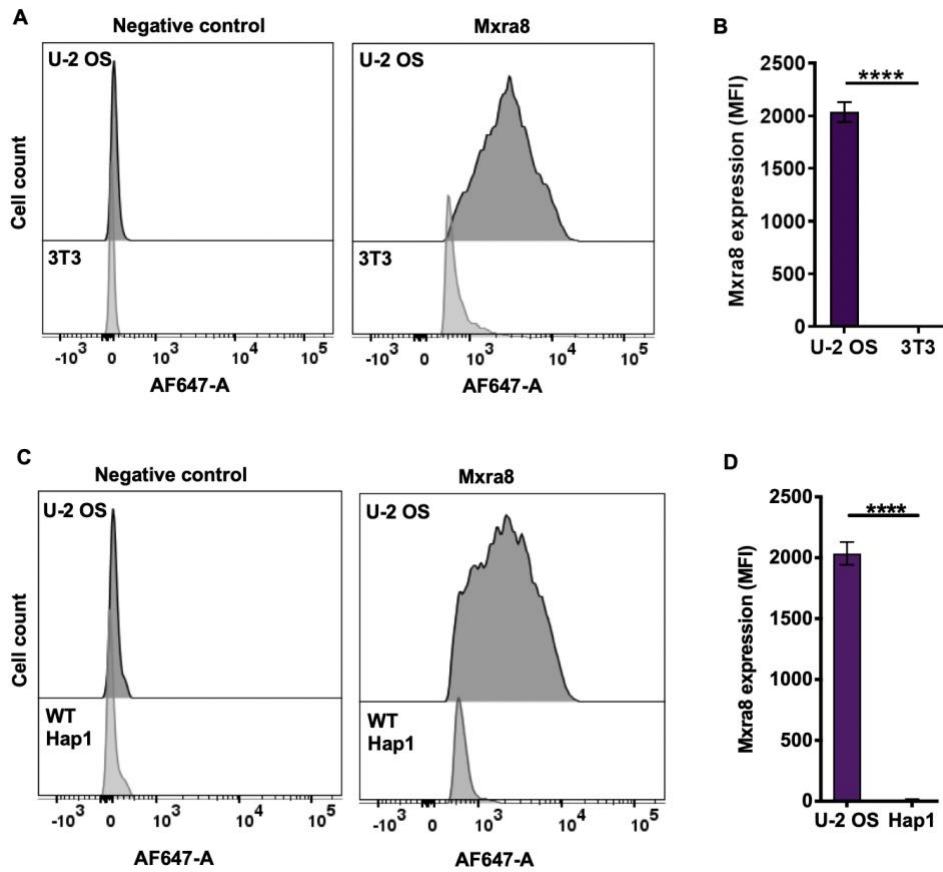 A
Negative control
Mxra8
U-2 OS
U-2 OS
3T3
3T3
Cell count
-10³ 0 10³ 10⁴ 10⁵
-10³ 0 10³ 10⁴ 10⁵
AF647-A
AF647-A
B
Mxra8 expression (MFI)
2500
2000
1500
1000
500
0
****
U-2 OS 3T3
C
Negative control
Mxra8
U-2 OS
U-2 OS
WT
Hap1
WT
Hap1
Cell count
-10³ 0 10³ 10⁴ 10⁵
-10³ 0 10³ 10⁴ 10⁵
AF647-A
AF647-A
D
Mxra8 expression (MFI)
2500
2000
1500
1000
500
0
****
U-2 OS Hap1